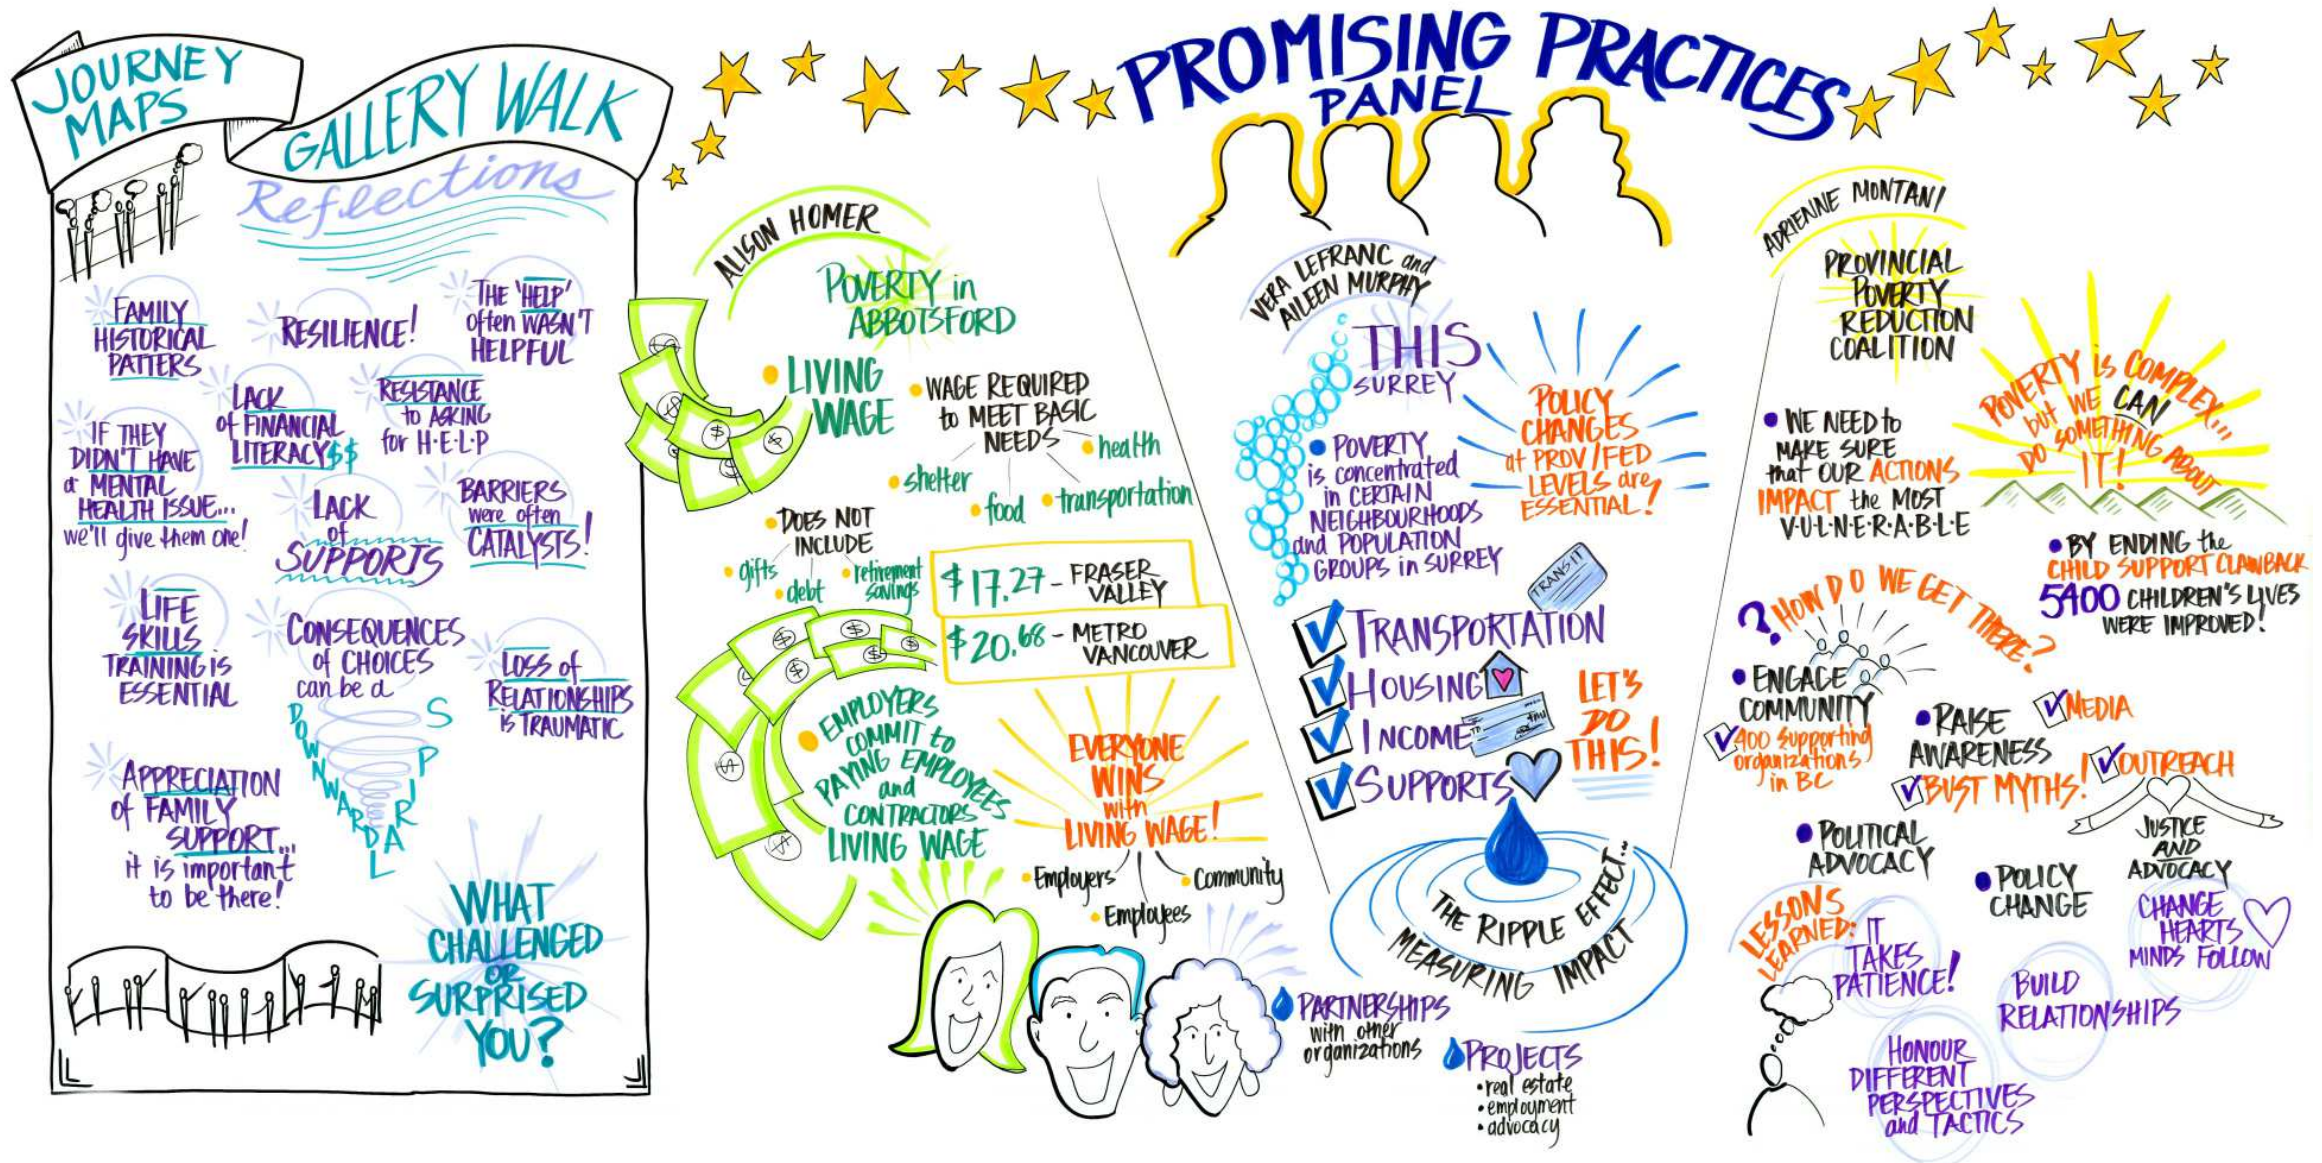 JOURNEY
MAPS
GALLERY WALK
Reflections
FAMILY
HISTORICAL
PATTERS
RESILIENCE!
THE 'HELP'
often WASN'T
HELPFUL
LACK
of FINANCIAL
LITERACY $$
RESISTANCE
to ASKING
for H•E•L•P
IF THEY
DIDN'T HAVE
a MENTAL
HEALTH ISSUE...
we'll give them one!
LACK
of
SUPPORTS
BARRIERS
were often
CATALYSTS!
LIFE
SKILLS
TRAINING IS
ESSENTIAL
CONSEQUENCES
of CHOICES
can be a
DOWNWARD
SPIRAL
LOSS of
RELATIONSHIPS
is TRAUMATIC
APPRECIATION
of FAMILY
SUPPORT...
it is important
to be there!
WHAT
CHALLENGED
OR
SURPRISED
YOU?
PROMISING PRACTICES
PANEL
ALISON HOMER
POVERTY in
ABBOTSFORD
• LIVING
WAGE
• WAGE REQUIRED
to MEET BASIC
NEEDS
• shelter
• food
• transportation
• health
• DOES NOT
INCLUDE
• gifts
• debt
• retirement
savings
$17.27 - FRASER
VALLEY
$20.68 - METRO
VANCOUVER
• EMPLOYERS
COMMIT to
PAYING EMPLOYEES
and
CONTRACTORS
LIVING WAGE
EVERYONE
WINS
with
LIVING WAGE!
• Employers
• Employees
• Community
VERA LEFRANC and
AILEEN MURPHY
THIS
SURREY
• POVERTY
is concentrated
in CERTAIN
NEIGHBOURHOODS
and POPULATION
GROUPS in SURREY
POLICY
CHANGES
at PROV/FED
LEVELS are
ESSENTIAL!
TRANSIT
TRANSPORTATION
HOUSING
INCOME
SUPPORTS
LET'S
DO
THIS!
THE RIPPLE EFFECT...
MEASURING IMPACT
PARTNERSHIPS
with other
organizations
PROJECTS
• real estate
• employment
• advocacy
ADRIENNE MONTANI
PROVINCIAL
POVERTY
REDUCTION
COALITION
• WE NEED to
MAKE SURE
that OUR ACTIONS
IMPACT the MOST
V•U•L•N•E•R•A•B•L•E
POVERTY is COMPLEX...
but WE CAN
DO SOMETHING ABOUT
IT!
• BY ENDING the
CHILD SUPPORT CLAWBACK
5400 CHILDREN'S LIVES
WERE IMPROVED!
? HOW DO WE GET THERE?
• ENGAGE
COMMUNITY
400 supporting
organizations
in BC
• RAISE
AWARENESS
MEDIA
BUST MYTHS!
OUTREACH
• POLITICAL
ADVOCACY
• POLICY
CHANGE
JUSTICE
AND
ADVOCACY
LESSONS
LEARNED:
IT
TAKES
PATIENCE!
CHANGE
HEARTS
MINDS FOLLOW
BUILD
RELATIONSHIPS
HONOUR
DIFFERENT
PERSPECTIVES
and TACTICS